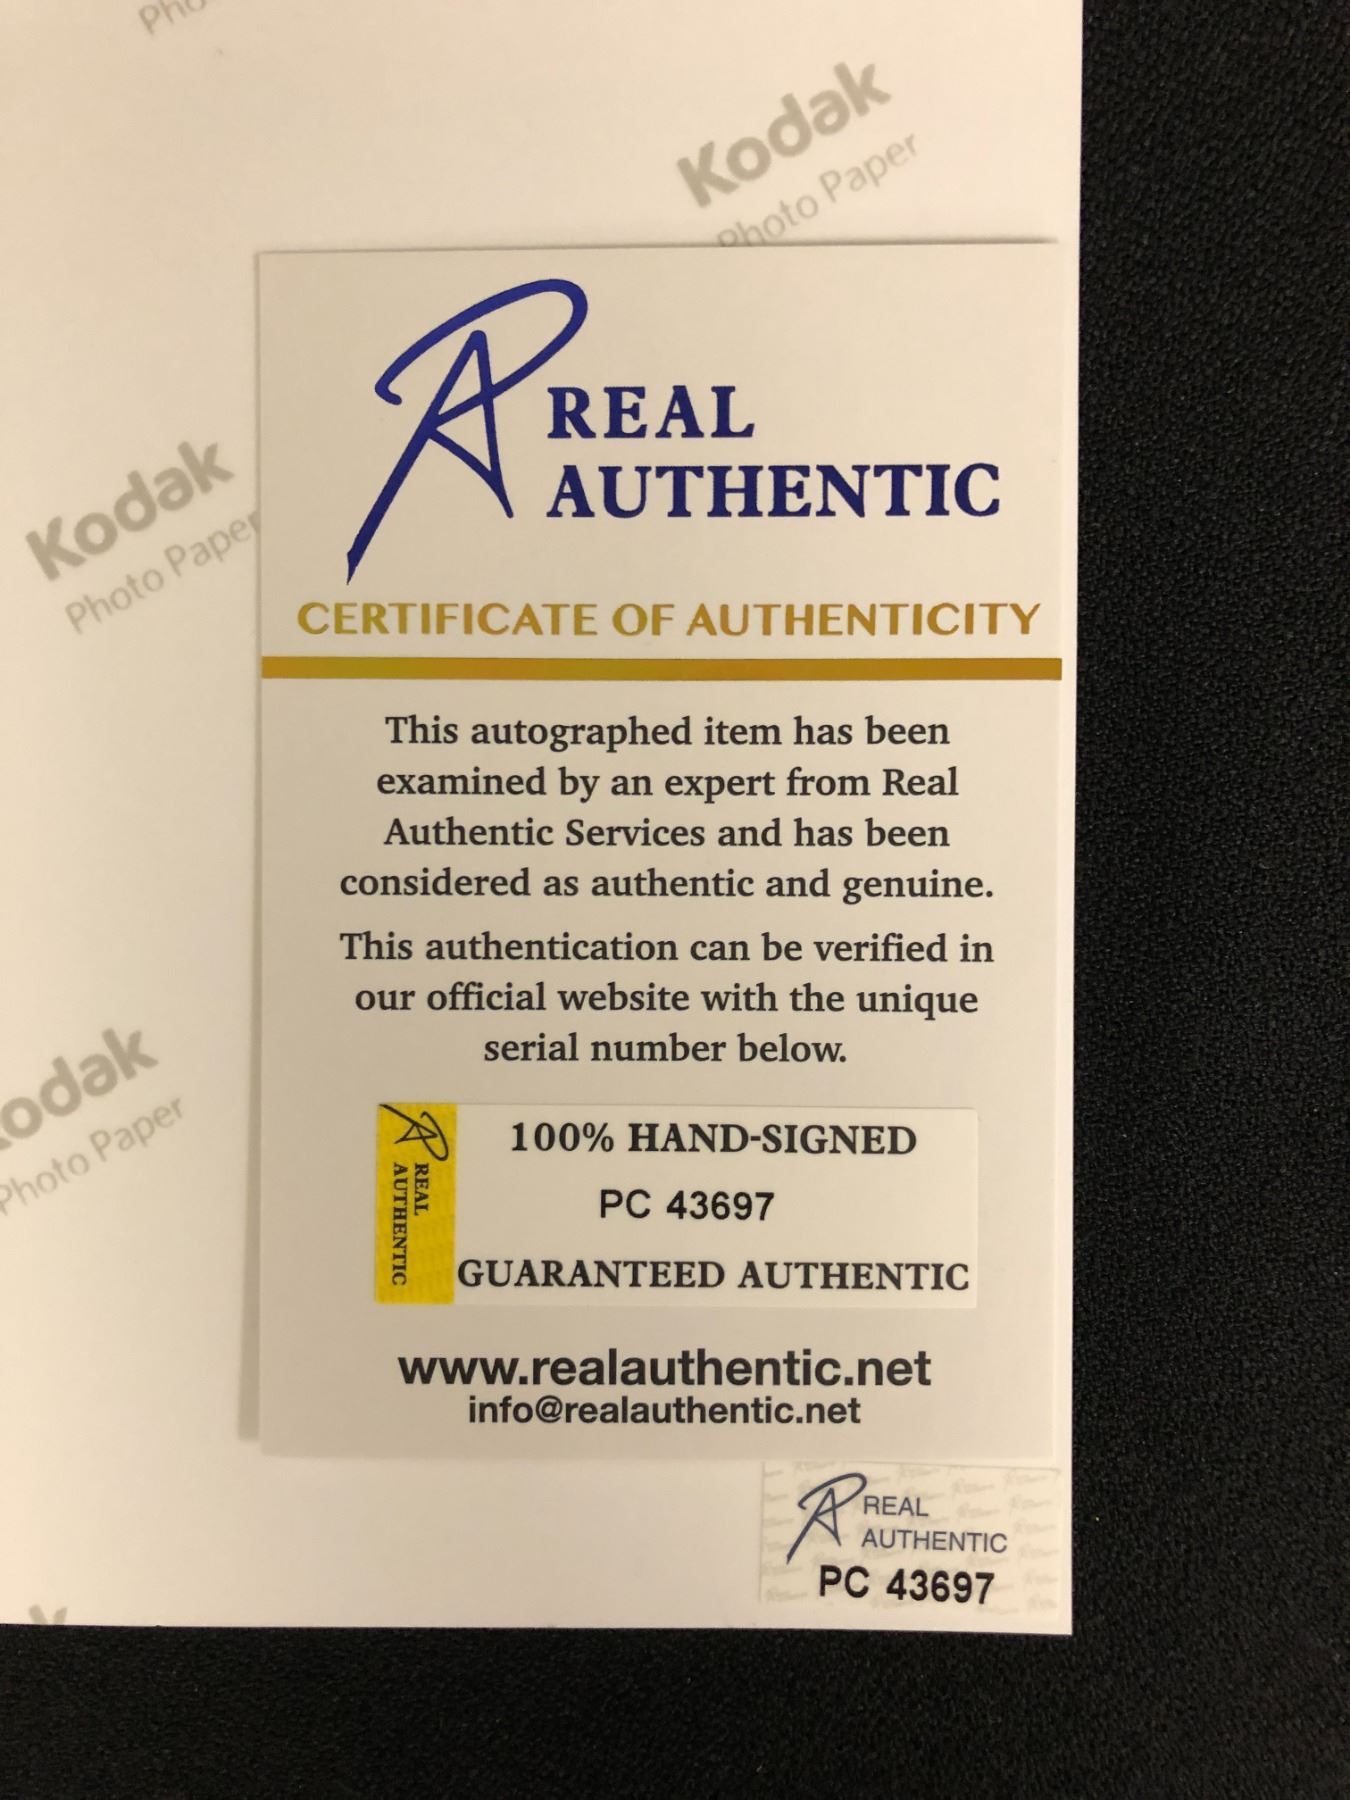 Pho
Kodak
Photo Paper
REAL
AUTHENTIC
Kodak
Photo Paper
CERTIFICATE OF AUTHENTICITY
This autographed item has been
examined by an expert from Real
Authentic Services and has been
considered as authentic and genuine.
This authentication can be verified in
our official website with the unique
serial number below.
odak
Photo Paper
REAL
AUTHENTIC
100% HAND-SIGNED
PC 43697
GUARANTEED AUTHENTIC
www.realauthentic.net
info@realauthentic.net
REAL
AUTHENTIC
PC 43697